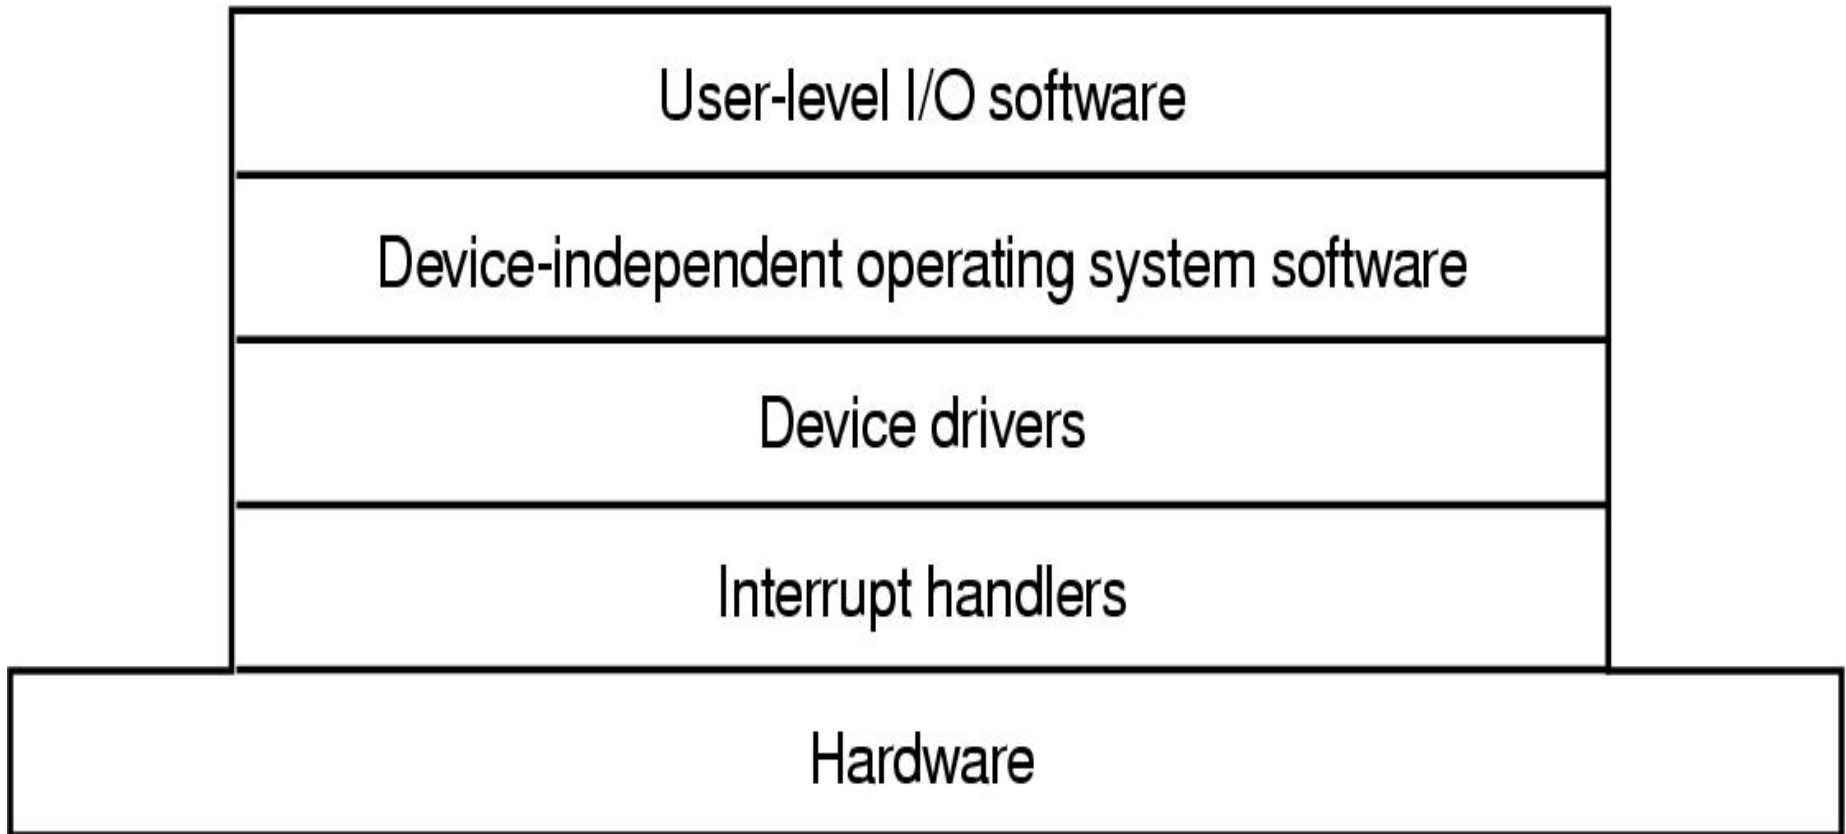 User-level I/O software
Device-independent operating system software
Device drivers
Interrupt handlers
Hardware